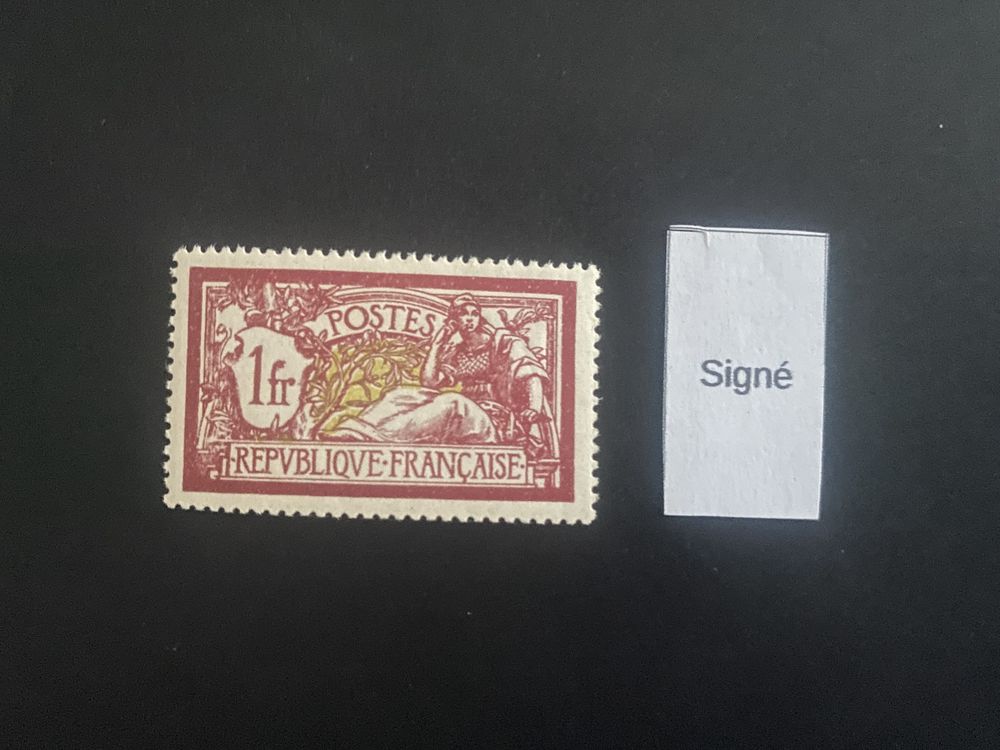 POSTES
1fr
·REPVBLIQVE·FRANÇAISE·
Signé